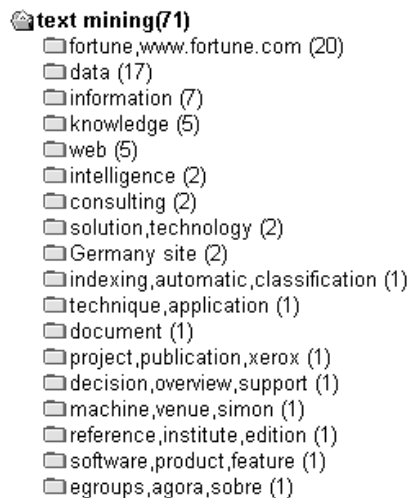 text mining(71)
fortune,www.fortune.com (20)
data (17)
information (7)
knowledge (5)
web (5)
intelligence (2)
consulting (2)
solution,technology (2)
Germany site (2)
indexing,automatic,classification (1)
technique,application (1)
document (1)
project,publication,xerox (1)
decision,overview,support (1)
machine,venue,simon (1)
reference,institute,edition (1)
software,product,feature (1)
egroups,agora,sobre (1)